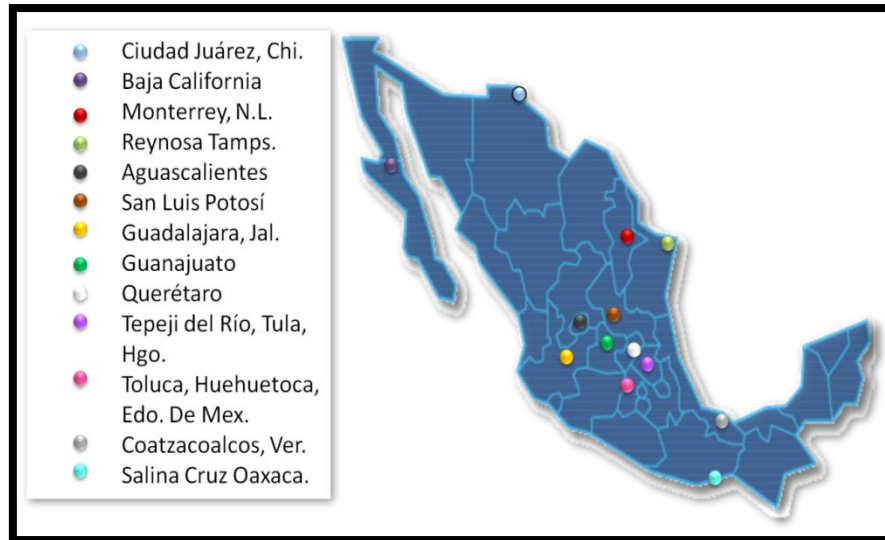 Ciudad Juárez, Chi.
Baja California
Monterrey, N.L.
Reynosa Tamps.
Aguascalientes
San Luis Potosí
Guadalajara, Jal.
Guanajuato
Querétaro
Tepeji del Río, Tula,
Hgo.
Toluca, Huehuetoca,
Edo. De Mex.
Coatzacoalcos, Ver.
Salina Cruz Oaxaca.